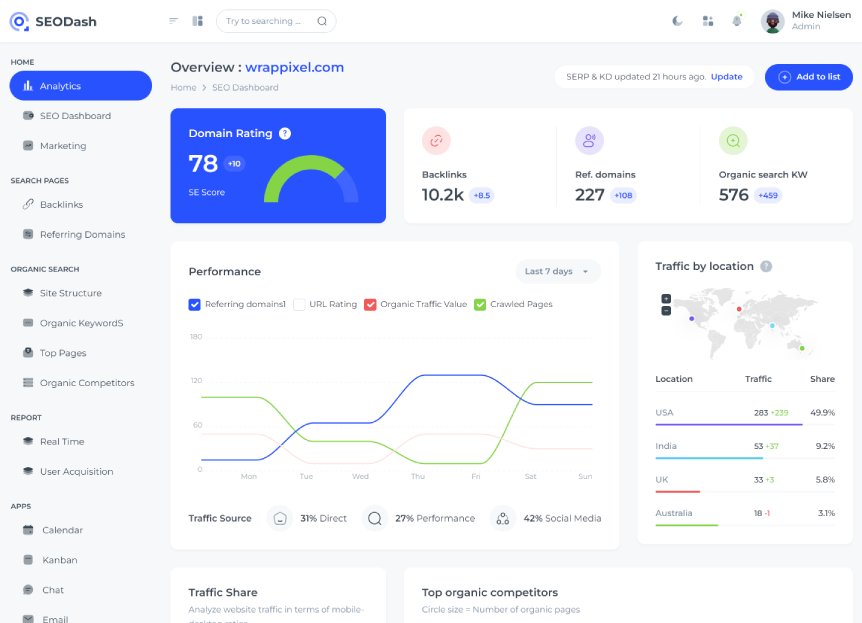 SEODash
Try to searching ...
Mike Nielsen
Admin
HOME
Analytics
SEO Dashboard
Marketing
SEARCH PAGES
Backlinks
Referring Domains
ORGANIC SEARCH
Site Structure
Organic KeywordS
Top Pages
Organic Competitors
REPORT
Real Time
User Acquisition
APPS
Calendar
Kanban
Chat
Email
Overview : wrappixel.com
Home > SEO Dashboard
SERP & KD updated 21 hours ago. Update
Add to list
Domain Rating ?
78 +10
SE Score
Backlinks
10.2k +8.5
Ref. domains
227 +108
Organic search KW
576 +459
Performance
Last 7 days
Referring domains1 URL Rating Organic Traffic Value Crawled Pages
180
120
60
0
Mon Tue Wed Thu Fri Sat Sun
Traffic Source 31% Direct 27% Performance 42% Social Media
Traffic by location ?
+
−
Location Traffic Share
USA 283 +239 49.9%
India 53 +37 9.2%
UK 33 +3 5.8%
Australia 18 -1 3.1%
Traffic Share
Analyze website traffic in terms of mobile-
desktop ratio
Top organic competitors
Circle size = Number of organic pages